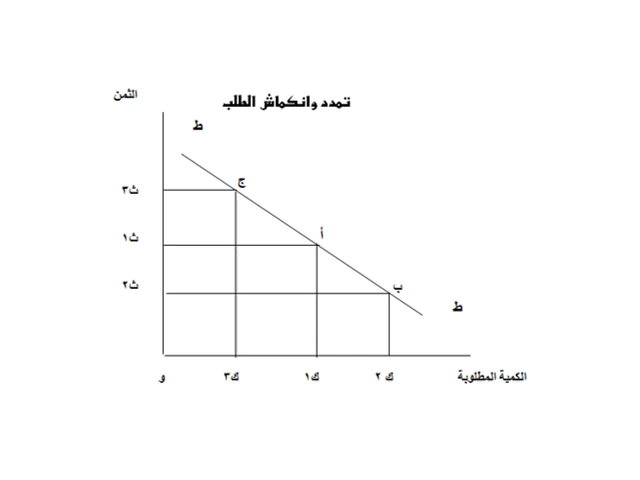 الثمن
تمدد وانكماش الطلب
ط
ج
ث٣
أ
ث١
ب
ث٢
ط
و
ك٣
ك١
ك ٢
الكمية المطلوبة